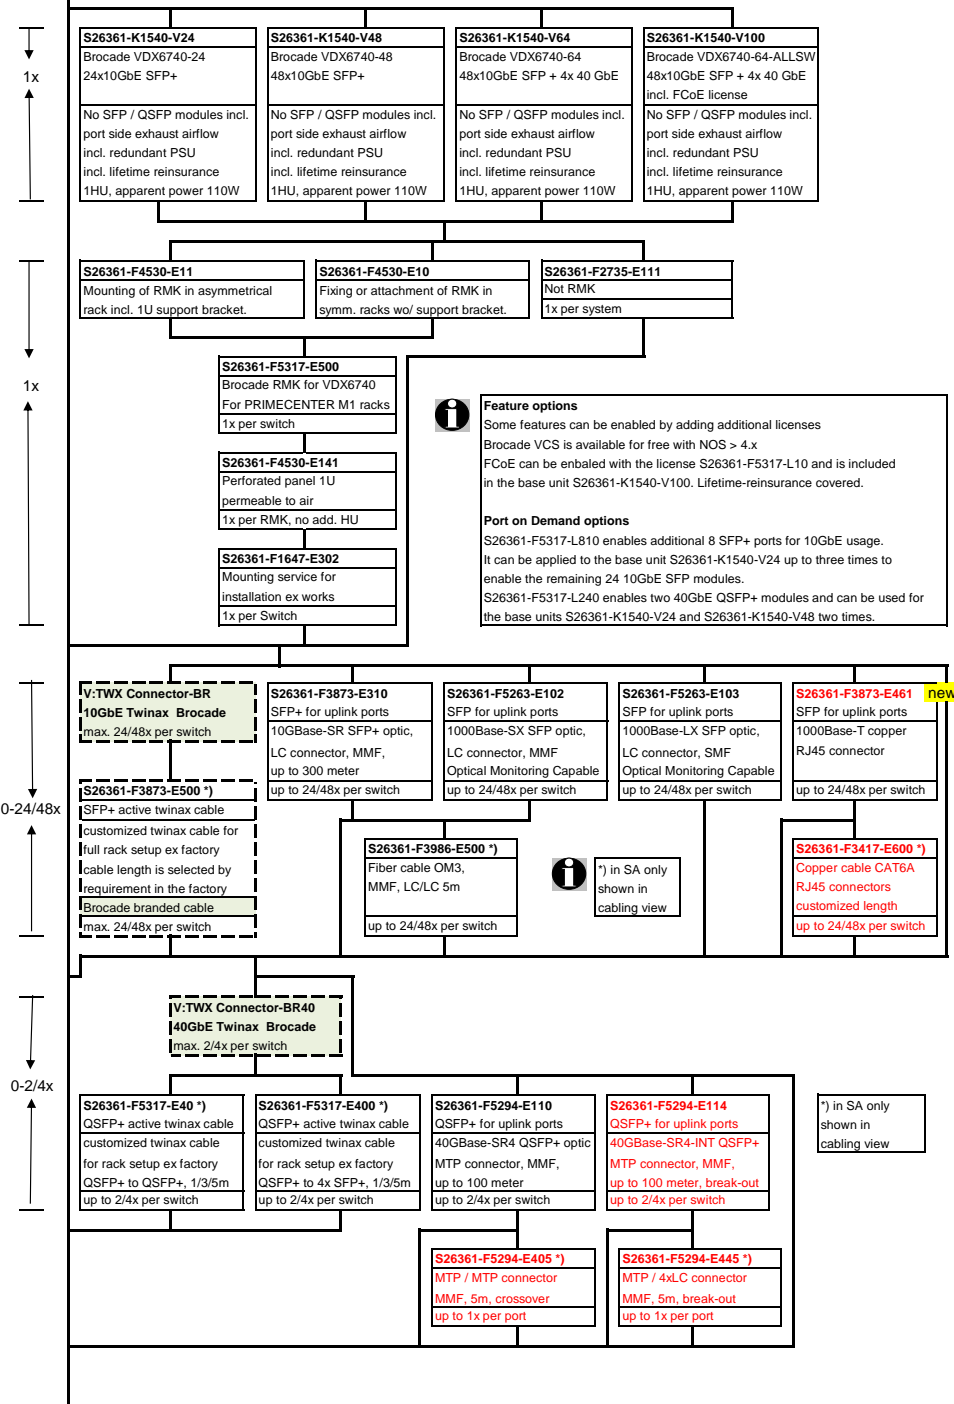 S26361-K1540-V24
Brocade VDX6740-24
24x10GbE SFP+
No SFP / QSFP modules incl.
port side exhaust airflow
incl. redundant PSU
incl. lifetime reinsurance
1HU, apparent power 110W
S26361-K1540-V48
Brocade VDX6740-48
48x10GbE SFP+
No SFP / QSFP modules incl.
port side exhaust airflow
incl. redundant PSU
incl. lifetime reinsurance
1HU, apparent power 110W
S26361-K1540-V64
Brocade VDX6740-64
48x10GbE SFP + 4x 40 GbE
No SFP / QSFP modules incl.
port side exhaust airflow
incl. redundant PSU
incl. lifetime reinsurance
1HU, apparent power 110W
S26361-K1540-V100
Brocade VDX6740-64-ALLSW
48x10GbE SFP + 4x 40 GbE
incl. FCoE license
No SFP / QSFP modules incl.
port side exhaust airflow
incl. redundant PSU
incl. lifetime reinsurance
1HU, apparent power 110W
1x
S26361-F4530-E11
Mounting of RMK in asymmetrical
rack incl. 1U support bracket.
S26361-F4530-E10
Fixing or attachment of RMK in
symm. racks wo/ support bracket.
S26361-F2735-E111
Not RMK
1x per system
1x
S26361-F5317-E500
Brocade RMK for VDX6740
For PRIMECENTER M1 racks
1x per switch
S26361-F4530-E141
Perforated panel 1U
permeable to air
1x per RMK, no add. HU
S26361-F1647-E302
Mounting service for
installation ex works
1x per Switch
Feature options
Some features can be enabled by adding additional licenses
Brocade VCS is available for free with NOS > 4.x
FCoE can be enbaled with the license S26361-F5317-L10 and is included
in the base unit S26361-K1540-V100. Lifetime-reinsurance covered.
Port on Demand options
S26361-F5317-L810 enables additional 8 SFP+ ports for 10GbE usage.
It can be applied to the base unit S26361-K1540-V24 up to three times to
enable the remaining 24 10GbE SFP modules.
S26361-F5317-L240 enables two 40GbE QSFP+ modules and can be used for
the base units S26361-K1540-V24 and S26361-K1540-V48 two times.
V:TWX Connector-BR
10GbE Twinax  Brocade
max. 24/48x per switch
S26361-F3873-E310
SFP+ for uplink ports
10GBase-SR SFP+ optic,
LC connector, MMF,
up to 300 meter
up to 24/48x per switch
S26361-F5263-E102
SFP for uplink ports
1000Base-SX SFP optic,
LC connector, MMF
Optical Monitoring Capable
up to 24/48x per switch
S26361-F5263-E103
SFP for uplink ports
1000Base-LX SFP optic,
LC connector, SMF
Optical Monitoring Capable
up to 24/48x per switch
S26361-F3873-E461
new
SFP for uplink ports
1000Base-T copper
RJ45 connector
up to 24/48x per switch
0-24/48x
S26361-F3873-E500 *)
SFP+ active twinax cable
customized twinax cable for
full rack setup ex factory
cable length is selected by
requirement in the factory
Brocade branded cable
max. 24/48x per switch
S26361-F3986-E500 *)
Fiber cable OM3,
MMF, LC/LC 5m
up to 24/48x per switch
*) in SA only
shown in
cabling view
S26361-F3417-E600 *)
Copper cable CAT6A
RJ45 connectors
customized length
up to 24/48x per switch
V:TWX Connector-BR40
40GbE Twinax  Brocade
max. 2/4x per switch
0-2/4x
S26361-F5317-E40 *)
QSFP+ active twinax cable
customized twinax cable
for rack setup ex factory
QSFP+ to QSFP+, 1/3/5m
up to 2/4x per switch
S26361-F5317-E400 *)
QSFP+ active twinax cable
customized twinax cable
for rack setup ex factory
QSFP+ to 4x SFP+, 1/3/5m
up to 2/4x per switch
S26361-F5294-E110
QSFP+ for uplink ports
40GBase-SR4 QSFP+ optic
MTP connector, MMF,
up to 100 meter
up to 2/4x per switch
S26361-F5294-E114
QSFP+ for uplink ports
40GBase-SR4-INT QSFP+
MTP connector, MMF,
up to 100 meter, break-out
up to 2/4x per switch
*) in SA only
shown in
cabling view
S26361-F5294-E405 *)
MTP / MTP connector
MMF, 5m, crossover
up to 1x per port
S26361-F5294-E445 *)
MTP / 4xLC connector
MMF, 5m, break-out
up to 1x per port